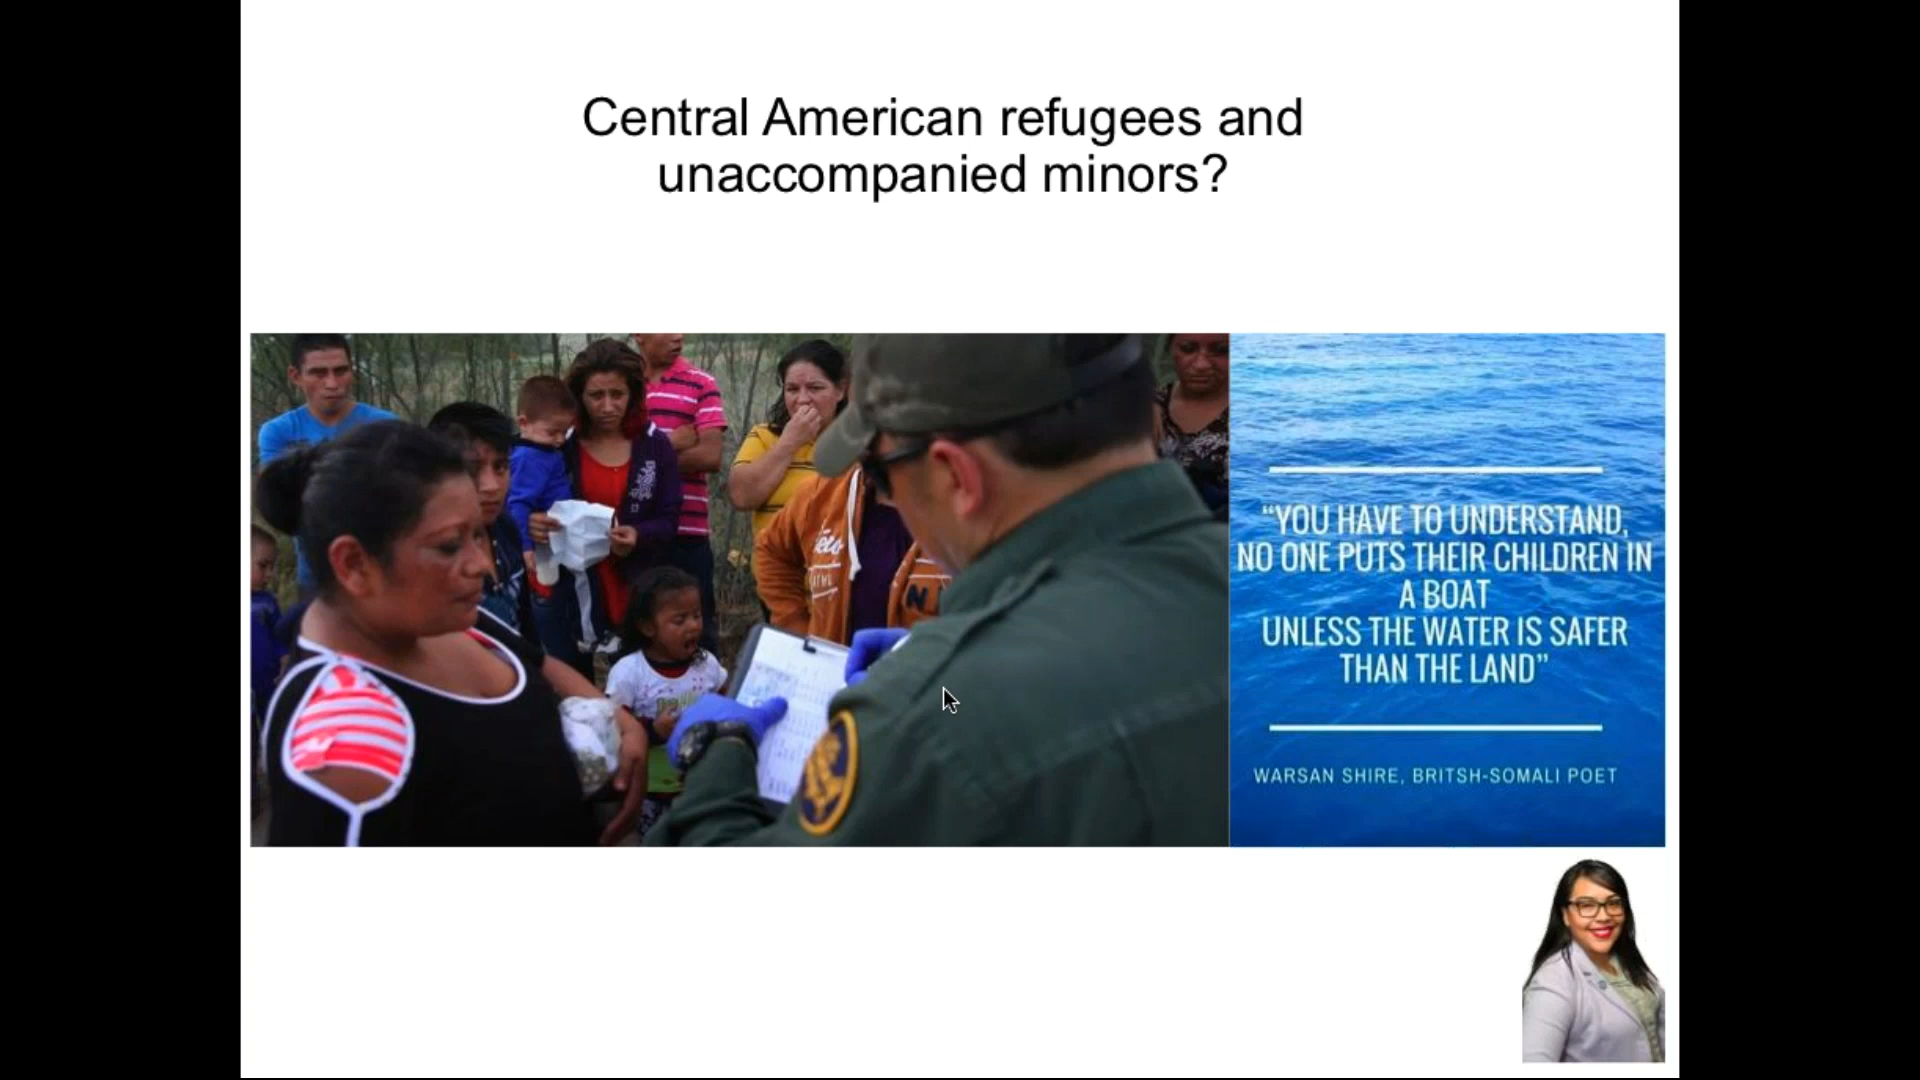 Central American refugees and
unaccompanied minors?
“YOU HAVE TO UNDERSTAND,
NO ONE PUTS THEIR CHILDREN IN
A BOAT
UNLESS THE WATER IS SAFER
THAN THE LAND”
WARSAN SHIRE, BRITSH-SOMALI POET